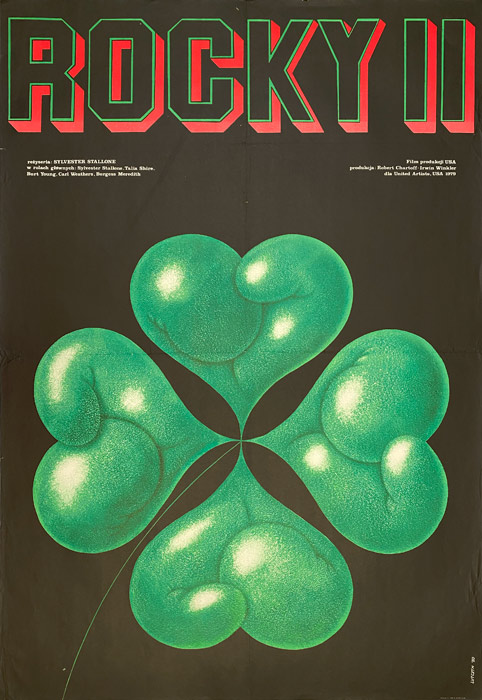 ROCKY II
reżyseria: SYLVESTER STALLONE
w rolach głównych: Sylvester Stallone, Talia Shire,
Burt Young, Carl Weathers, Burgess Meredith
Film produkcji USA
produkcja: Robert Chartoff-Irwin Winkler
dla United Artists, USA 1979